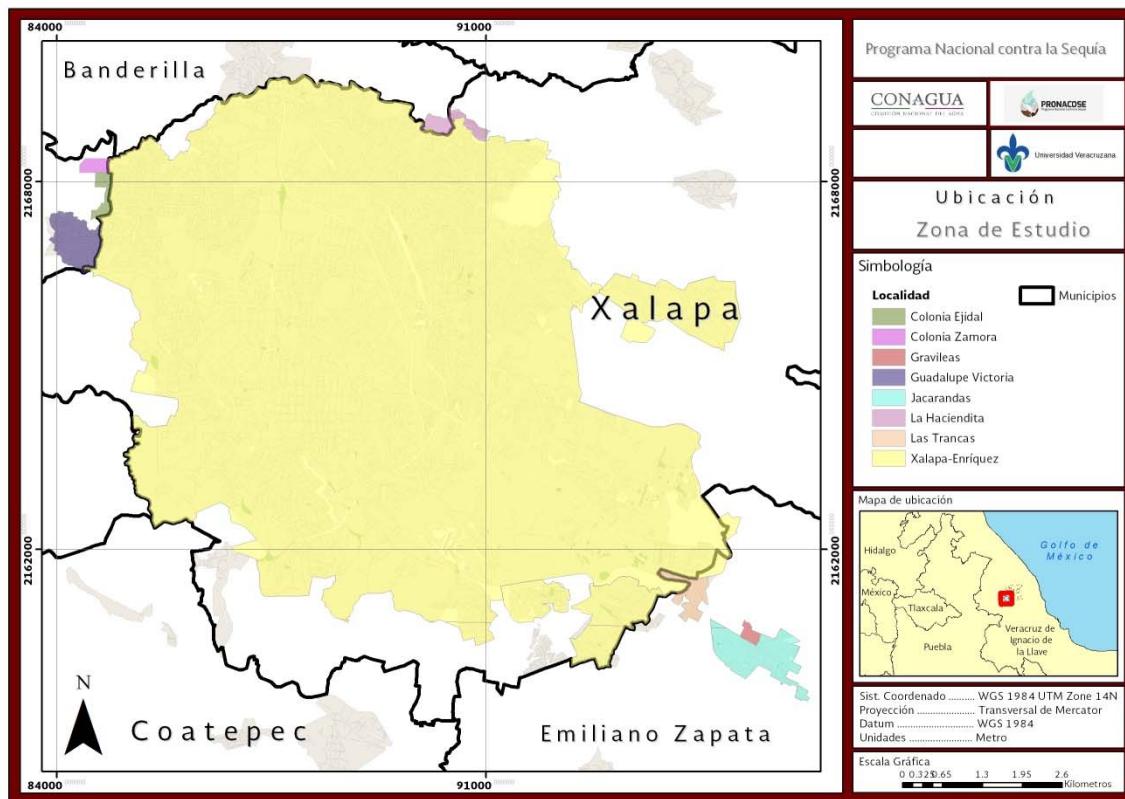 84000
91000
Banderilla
2168000
2168000
Xalapa
2162000
2162000
N
Coatepec
Emiliano Zapata
84000
91000
Programa Nacional contra la Sequía
CONAGUA
COMISIÓN NACIONAL DEL AGUA
PRONACOSE
Universidad Veracruzana
Ubicación
Zona de Estudio
Simbología
Localidad
Municipios
Colonia Ejidal
Colonia Zamora
Gravileas
Guadalupe Victoria
Jacarandas
La Haciendita
Las Trancas
Xalapa-Enríquez
Mapa de ubicación
Golfo de
México
Hidalgo
México
Tlaxcala
Puebla
Veracruz de
Ignacio de
la Llave
Sist. Coordenado .......... WGS 1984 UTM Zone 14N
Proyección ..................... Transversal de Mercator
Datum ............................ WGS 1984
Unidades ....................... Metro
Escala Gráfica
0 0.325 0.65 1.3 1.95 2.6
Kilometros